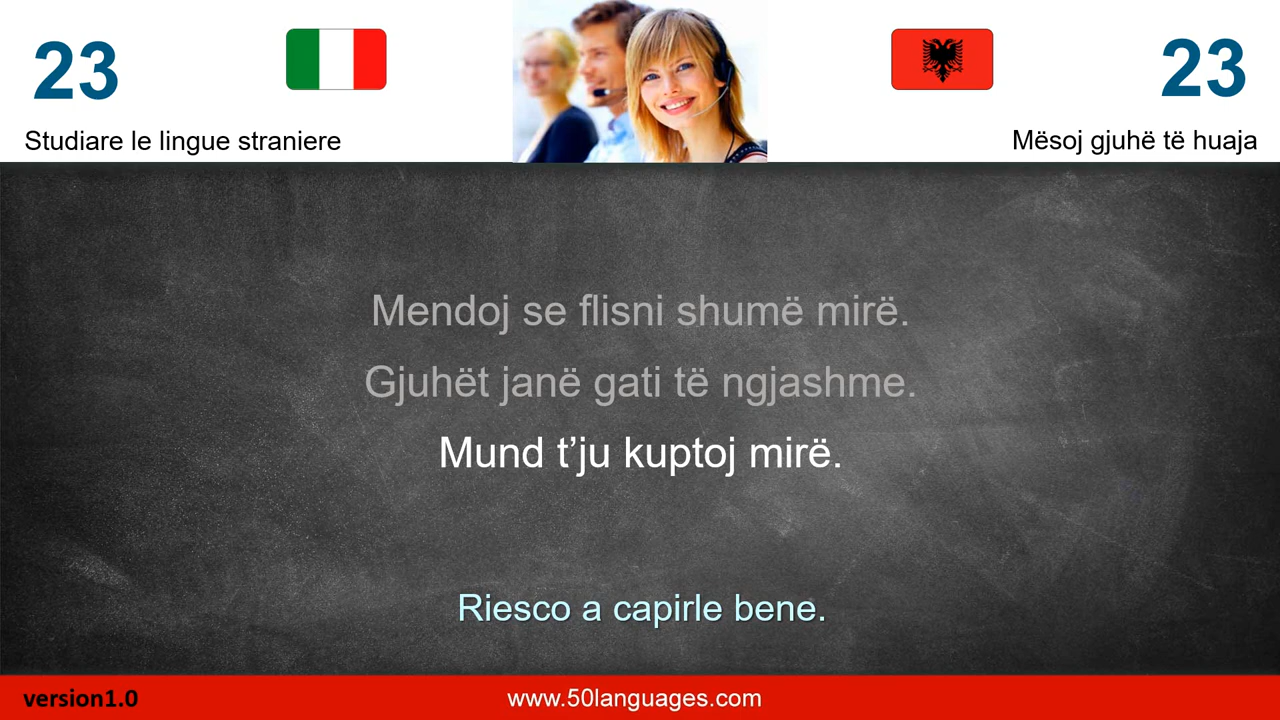 23
23
Studiare le lingue straniere
Mësoj gjuhë të huaja
Mendoj se flisni shumë mirë.
Gjuhët janë gati të ngjashme.
Mund t’ju kuptoj mirë.
Riesco a capirle bene.
version1.0
www.50languages.com